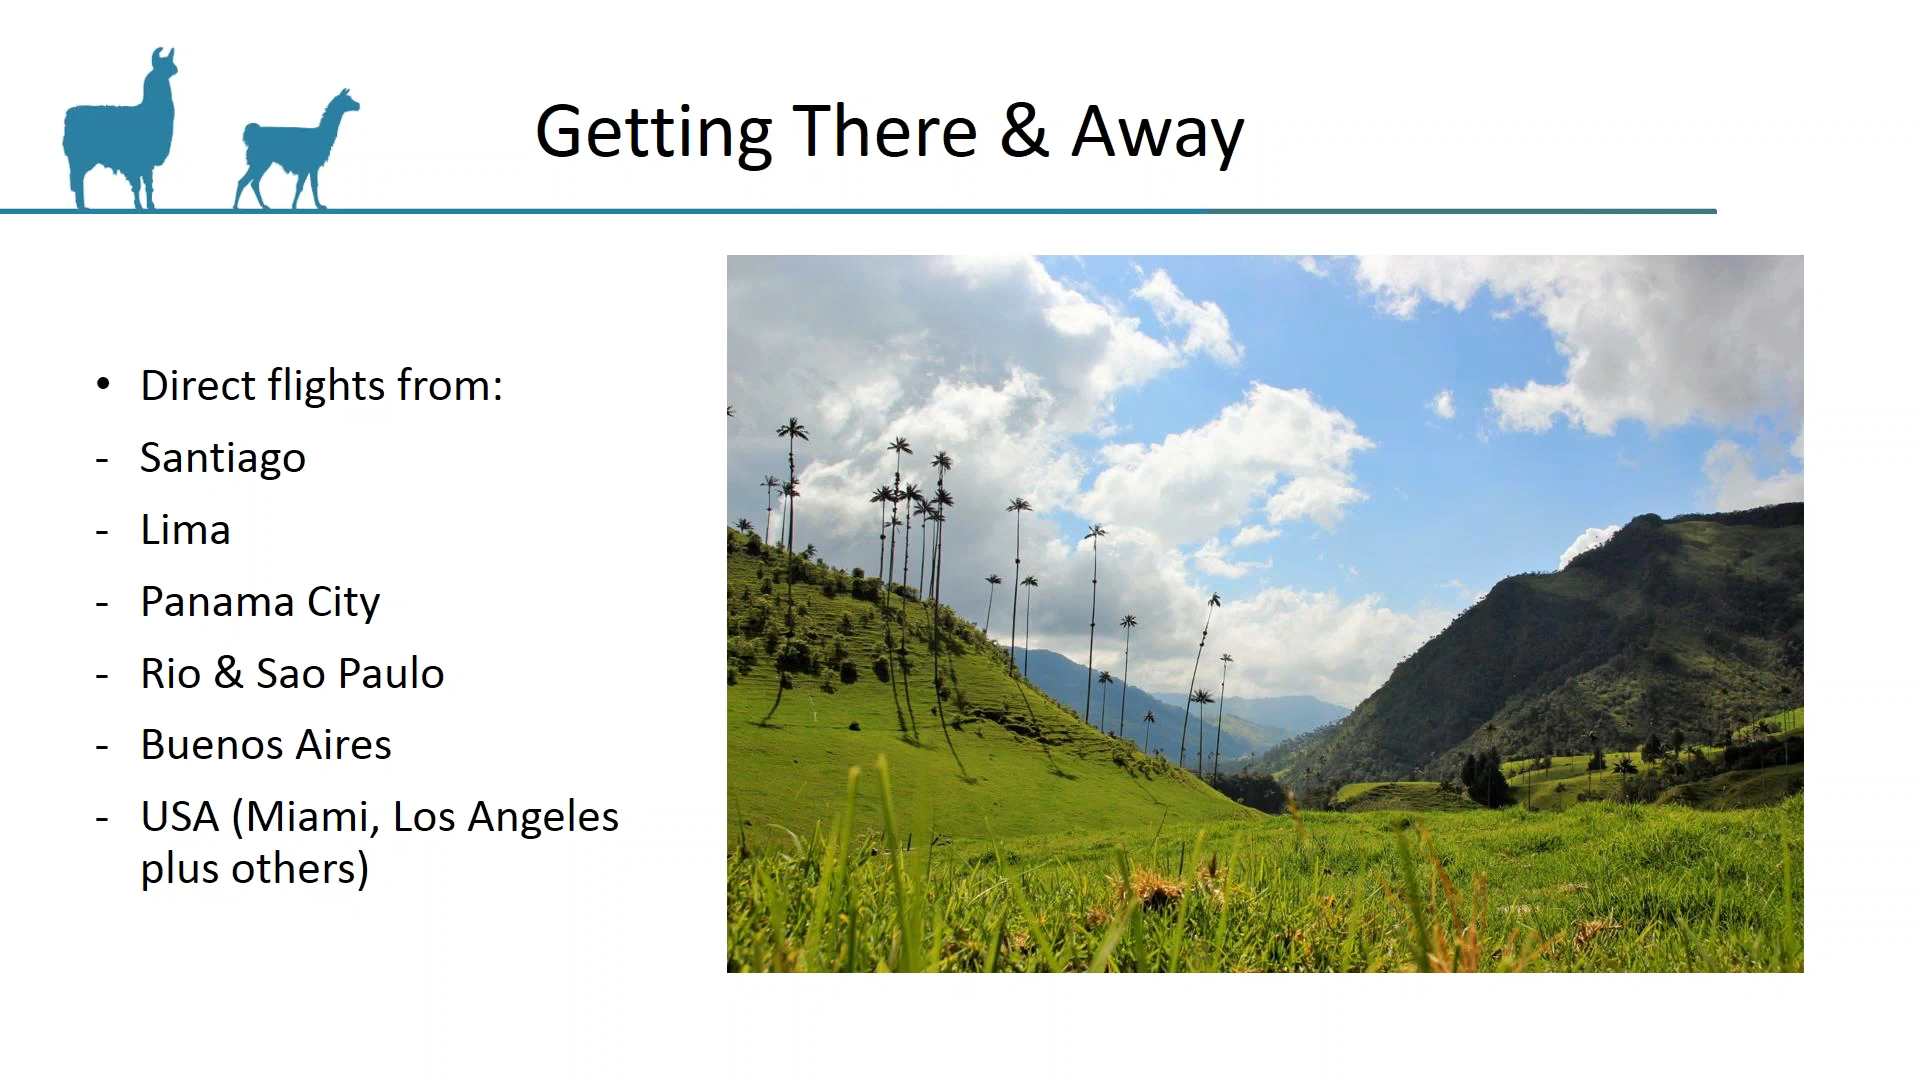 Getting There & Away
• Direct flights from:
- Santiago
- Lima
- Panama City
- Rio & Sao Paulo
- Buenos Aires
- USA (Miami, Los Angeles
plus others)